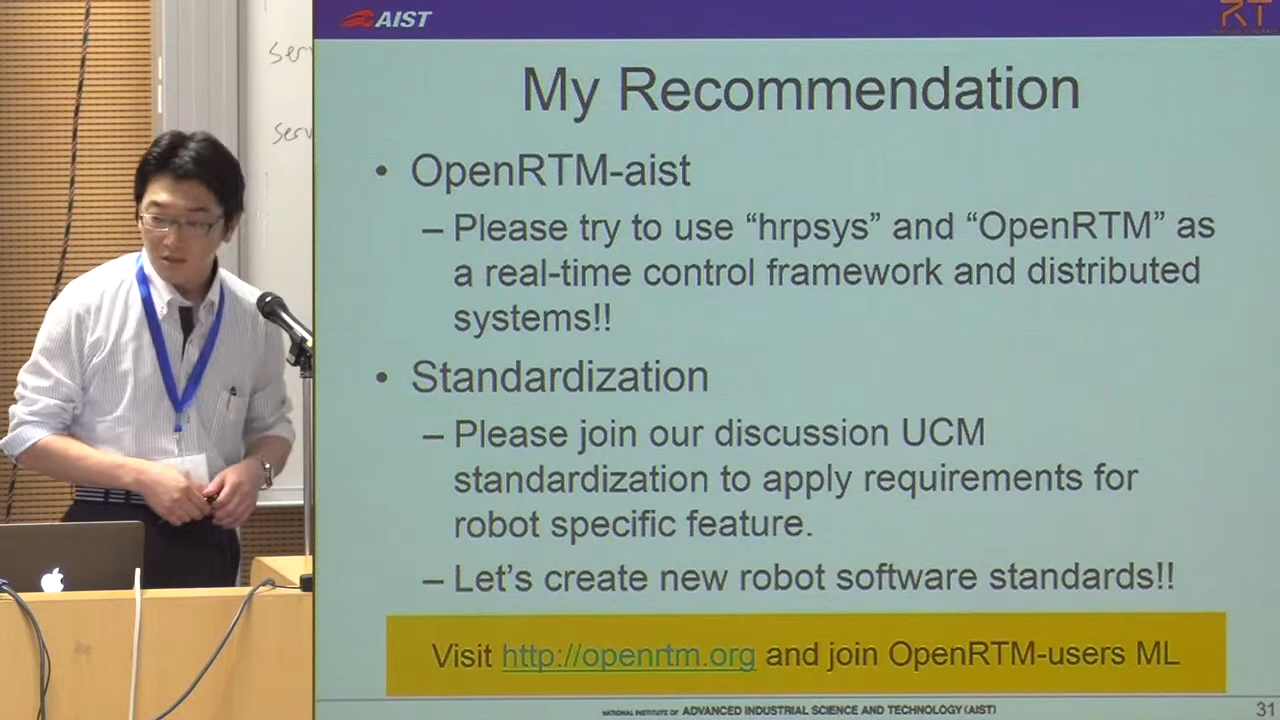 AIST
RT
My Recommendation
• OpenRTM-aist
– Please try to use “hrpsys” and “OpenRTM” as
a real-time control framework and distributed
systems!!
• Standardization
– Please join our discussion UCM
standardization to apply requirements for
robot specific feature.
– Let’s create new robot software standards!!
Visit http://openrtm.org and join OpenRTM-users ML
NATIONAL INSTITUTE OF ADVANCED INDUSTRIAL SCIENCE AND TECHNOLOGY (AIST)
31